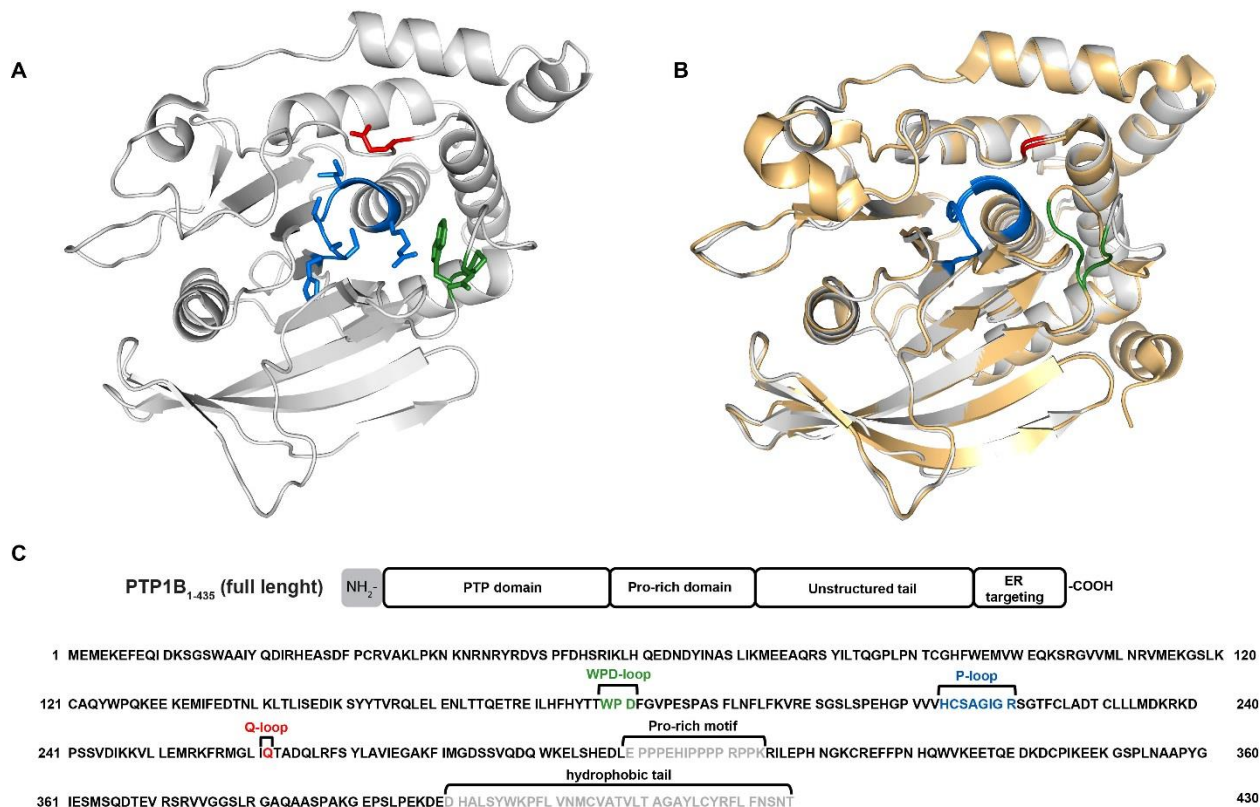 A
B
C
PTP1B1-435 (full lenght)
NH2-
PTP domain
Pro-rich domain
Unstructured tail
ER targeting
-COOH
1 MEMEKEFEQI DKSGSWAAIY QDIRHEASDF PCRVAKLPKN KNRNRYRDVS PFDHSRIKLH QEDNDYINAS LIKMEEAQRS YILTQGPLPN TCGHFWEMVW EQKSRGVVML NRVMEKGSLK 120
WPD-loop
P-loop
121 CAQYWPQKEE KEMIFEDTNL KLTLISEDIK SYYTVRQLEL ENLTTQETRE ILHFHYTTWP DFGVPESPAS FLNFLFKVRE SGSLSPEHGP VVVHCSAGIG RSGTFCLADT CLLLMDKRKD 240
Q-loop
Pro-rich motif
241 PSSVDIKKVL LEMRKFRMGL IQTADQLRFS YLAVIEGAKF IMGDSSVQDQ WKELSHEDLE PPPEHIPPPP RPPKRILEPH NGKCREFFPN HQWVKEETQE DKDCPIKEEK GSPLNAAPYG 360
hydrophobic tail
361 IESMSQDTEV RSRVVGGSLR GAQAASPAKG EPSLPEKDED HALSYWKPFL VNMCVATVLT AGAYLCYRFL FNSNT 430